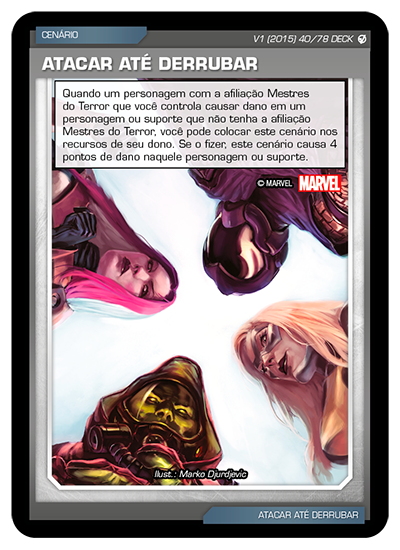 CENÁRIO
V1 (2015) 40/78 DECK
ATACAR ATÉ DERRUBAR
Quando um personagem com a afiliação Mestres
do Terror que você controla causar dano em um
personagem ou suporte que não tenha a afiliação
Mestres do Terror, você pode colocar este cenário nos
recursos de seu dono. Se o fizer, este cenário causa 4
pontos de dano naquele personagem ou suporte.
© MARVEL MARVEL
Ilust.: Marko Djurdjevic
ATACAR ATÉ DERRUBAR